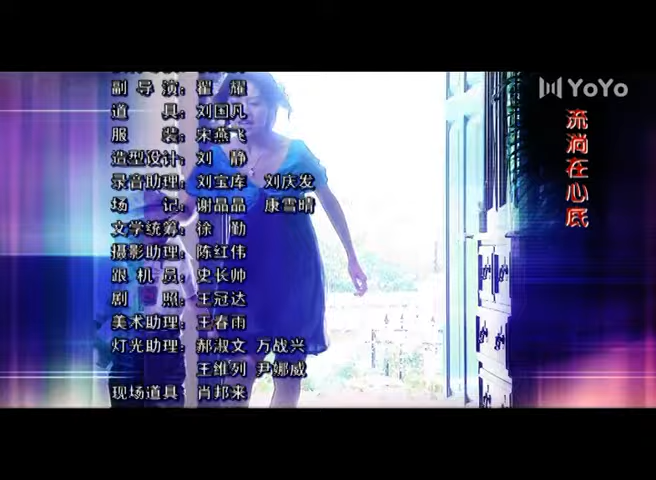 副导演：翟 耀
道 具：刘国凡
服 装：宋燕飞
造型设计：刘 静
录音助理：刘宝库 刘庆发
场 记：谢晶晶 康雪晴
文学统筹：徐 勤
摄影助理：陈红伟
跟机员：史长帅
剧 照：王冠达
美术助理：王春雨
灯光助理：郝淑文 万战兴
王维列 尹娜威
现场道具 肖邦来
YoYo
流淌在心底